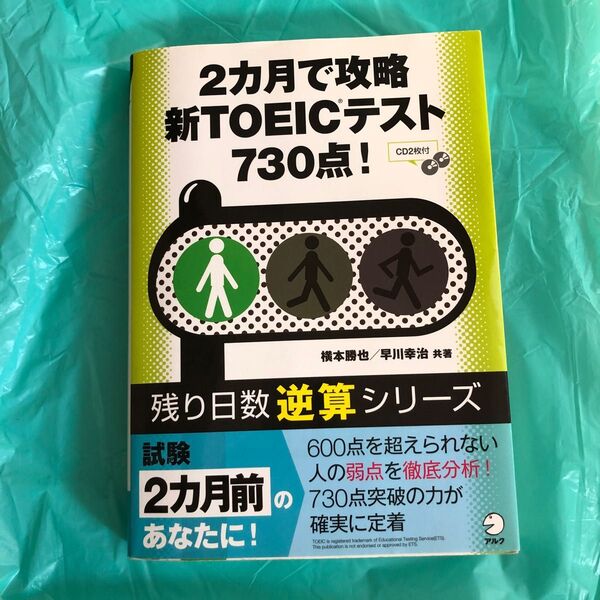 2カ月で攻略
新TOEIC®テスト
730点!
CD2枚付
横本勝也/早川幸治 共著
残り日数 逆算 シリーズ
試験
2カ月前の
あなたに!
600点を超えられない
人の弱点を徹底分析!
730点突破の力が
確実に定着
TOEIC is registered trademark of Educational Testing Service(ETS).
This publication is not endorsed or approved by ETS.
アルク